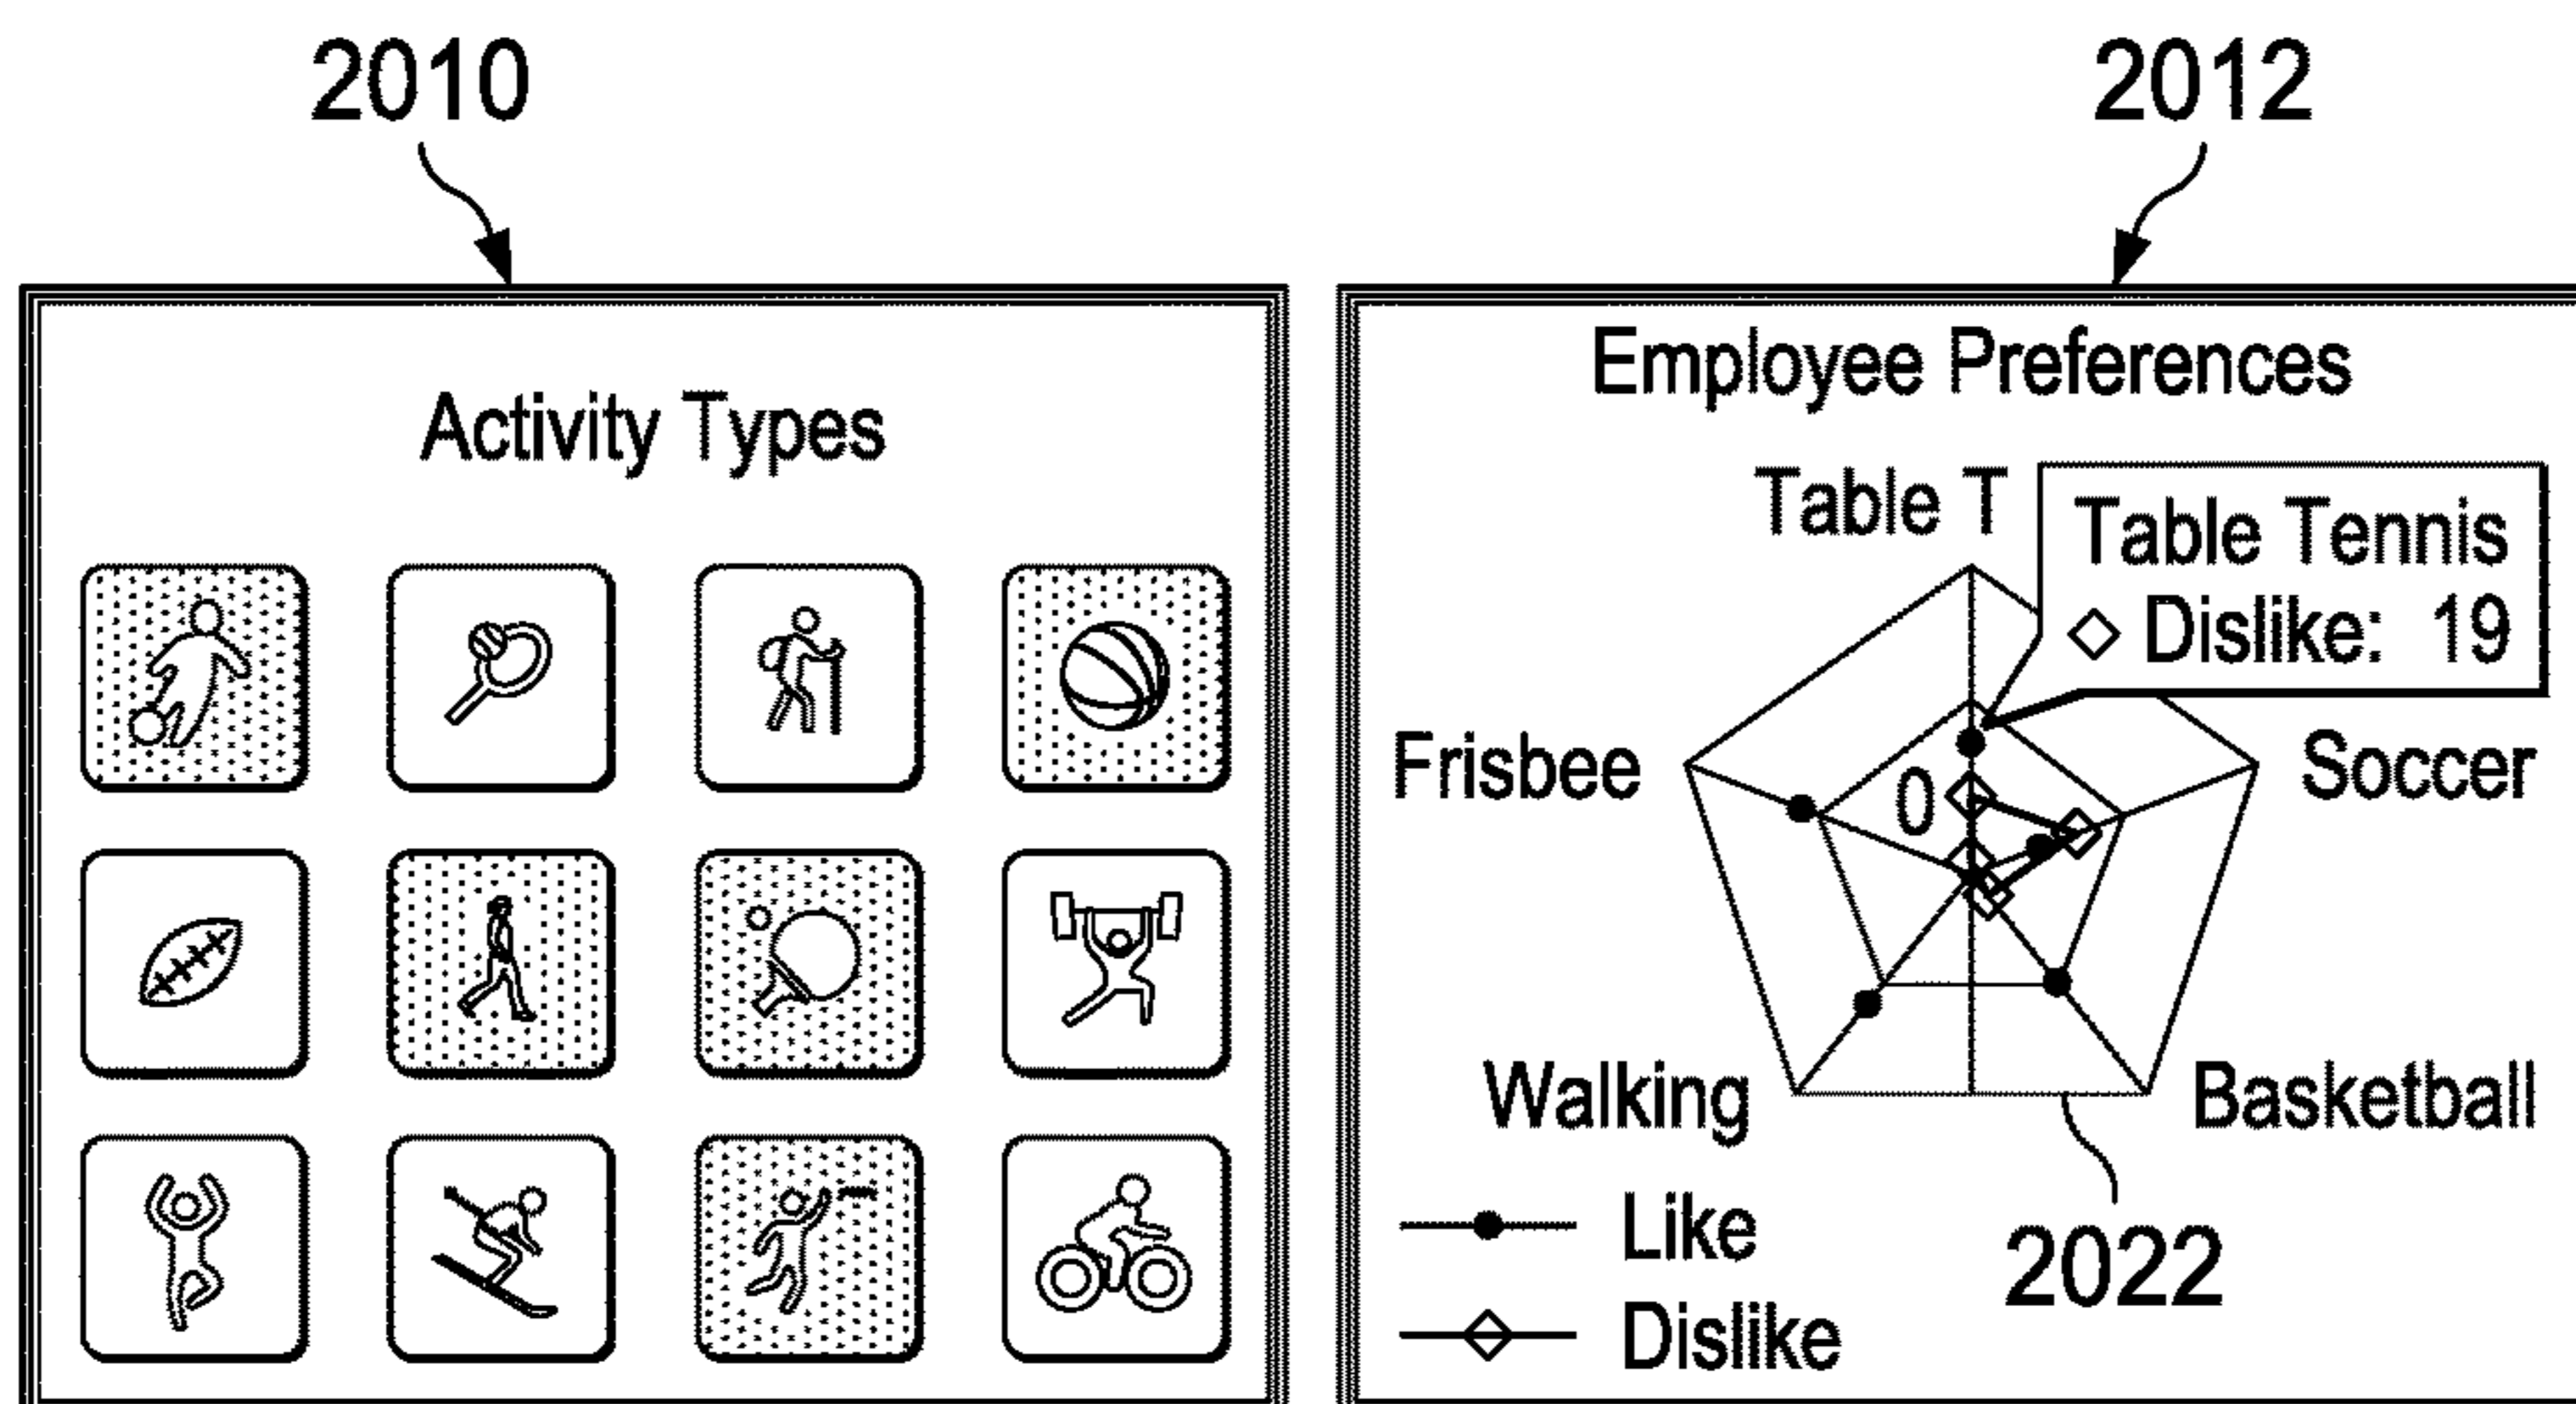 2010
2012
Activity Types
Employee Preferences
Table T
Table Tennis
Dislike: 19
Frisbee
0
Soccer
Walking
Basketball
Like
Dislike
2022